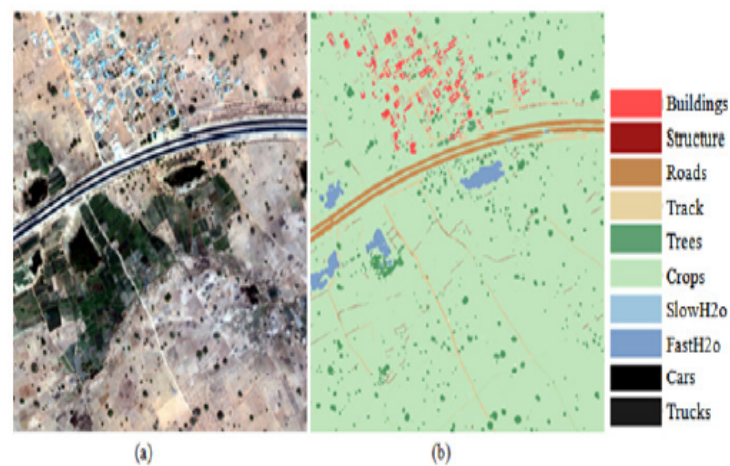 Buildings
Structure
Roads
Track
Trees
Crops
SlowH2o
FastH2o
Cars
Trucks
(a)
(b)